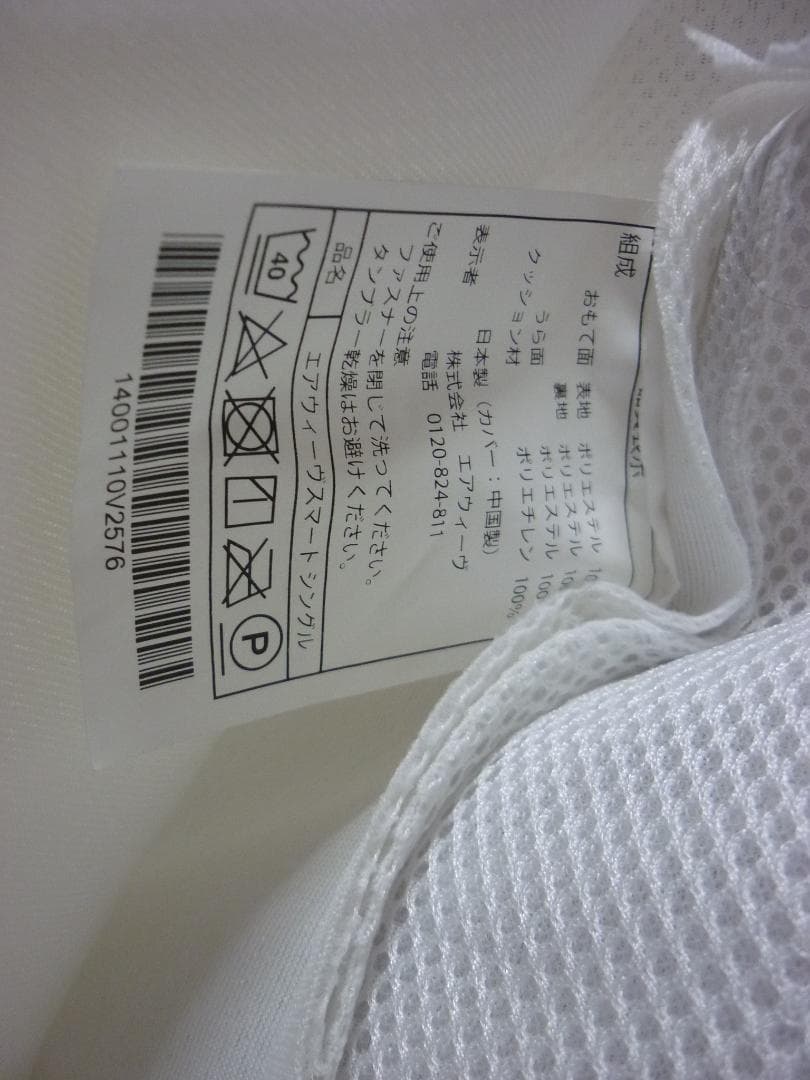 組成
おもて面 表地 ポリエステル
裏地 ポリエステル
うら面 ポリエステル 100
クッション材 ポリエチレン 100%
表示者 日本製(カバー:中国製)
株式会社 エアウィーヴ
電話 0120-824-811
ご使用上の注意
ファスナーを閉じて洗ってください。
タンブラー乾燥はお避けください。
品名 エアウィーヴスマートシングル
40
P
14001110V2576